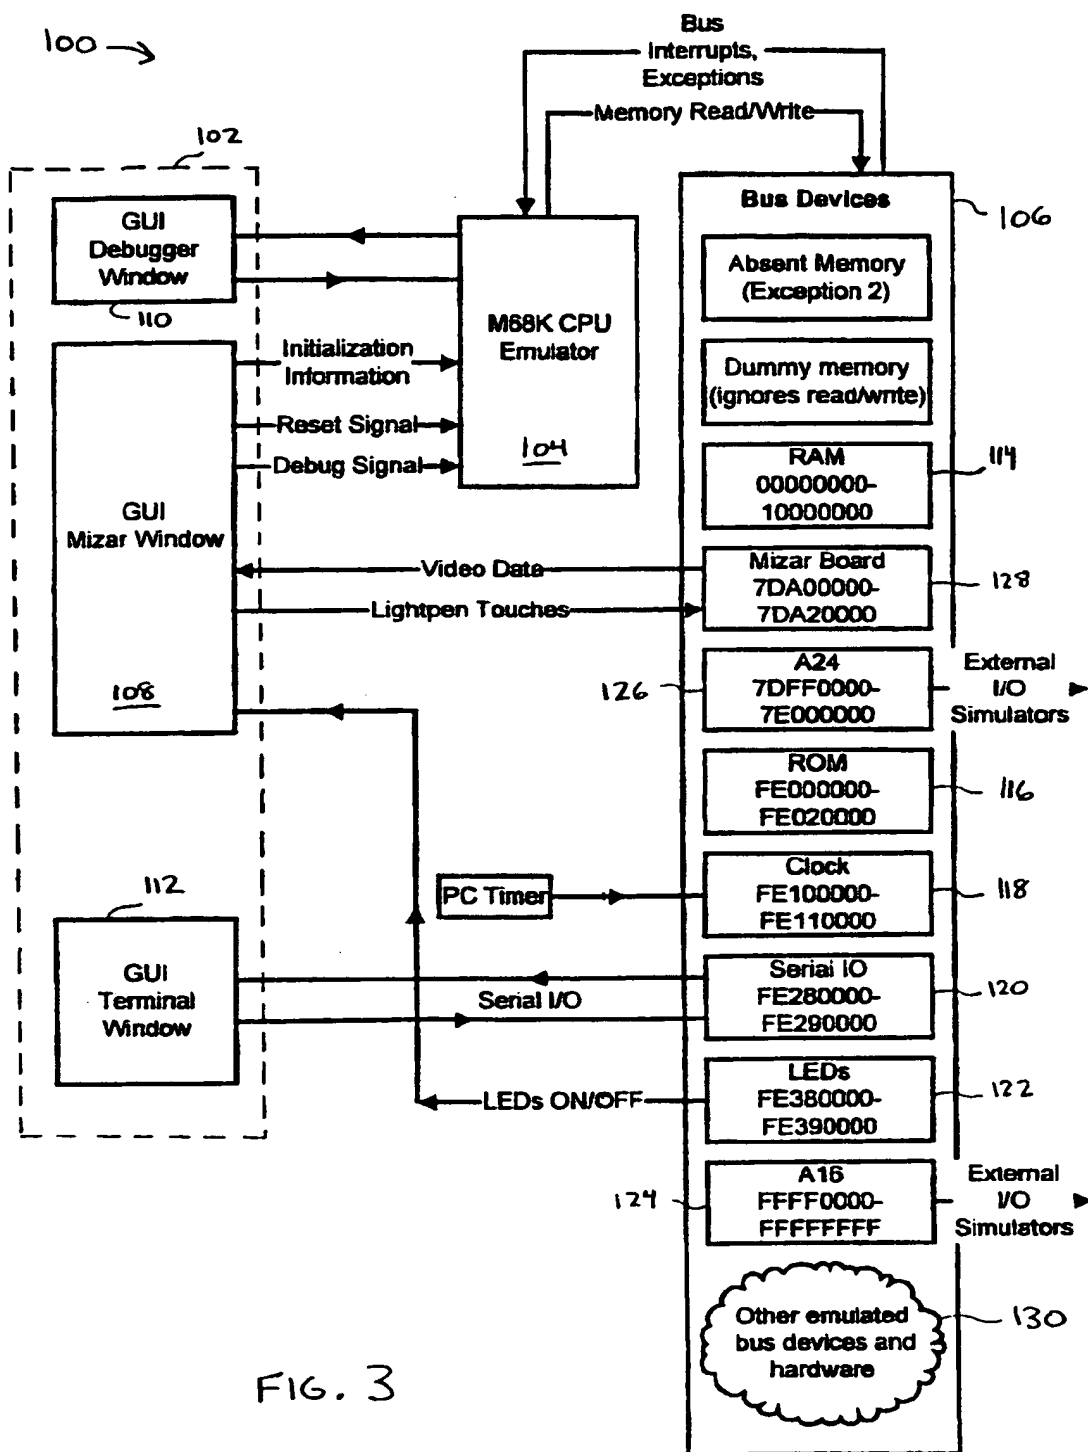 100
Bus
Interrupts,
Exceptions
Memory Read/Write
102
GUI
Debugger
Window
110
M68K CPU
Emulator
104
Initialization
Information
Reset Signal
Debug Signal
GUI
Mizar Window
108
Video Data
Lightpen Touches
112
GUI
Terminal
Window
PC Timer
Serial I/O
LEDs ON/OFF
Bus Devices
106
Absent Memory
(Exception 2)
Dummy memory
(ignores read/write)
RAM
00000000-
10000000
114
Mizar Board
7DA00000-
7DA20000
128
A24
7DFF0000-
7E000000
126
External
I/O
Simulators
ROM
FE000000-
FE020000
116
Clock
FE100000-
FE110000
118
Serial IO
FE280000-
FE290000
120
LEDs
FE380000-
FE390000
122
A16
FFFF0000-
FFFFFFFF
124
External
I/O
Simulators
Other emulated
bus devices and
hardware
130
FIG. 3